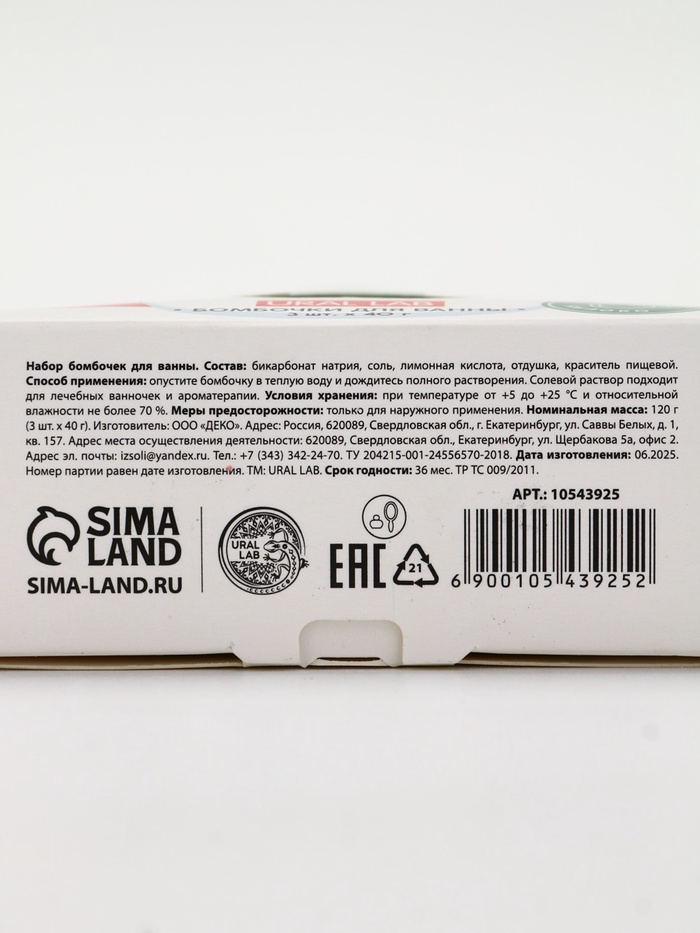 URAL LAB
• БОМБОЧКИ ДЛЯ ВАННЫ •
3 шт. х 40 г
Набор бомбочек для ванны. Состав: бикарбонат натрия, соль, лимонная кислота, отдушка, краситель пищевой.
Способ применения: опустите бомбочку в теплую воду и дождитесь полного растворения. Солевой раствор подходит
для лечебных ванночек и ароматерапии. Условия хранения: при температуре от +5 до +25 °С и относительной
влажности не более 70 %. Меры предосторожности: только для наружного применения. Номинальная масса: 120 г
(3 шт. х 40 г). Изготовитель: ООО «ДЕКО». Адрес: Россия, 620089, Свердловская обл., г. Екатеринбург, ул. Саввы Белых, д. 1,
кв. 157. Адрес места осуществления деятельности: 620089, Свердловская обл., Екатеринбург, ул. Щербакова 5а, офис 2.
Адрес эл. почты: izsoli@yandex.ru. Тел.: +7 (343) 342-24-70. ТУ 204215-001-24556570-2018. Дата изготовления: 06.2025.
Номер партии равен дате изготовления. ТМ: URAL LAB. Срок годности: 36 мес. ТР ТС 009/2011.
АРТ.: 10543925
SIMA
LAND
SIMA-LAND.RU
URAL
LAB
EAC
21
6 900105 439252